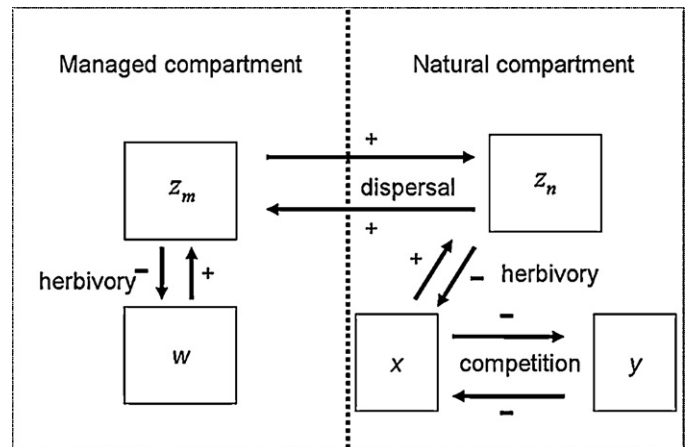 Managed compartment
Natural compartment
+
z_m
dispersal
z_n
+
herbivory
-
+
+
-
herbivory
w
x
-
competition
-
y